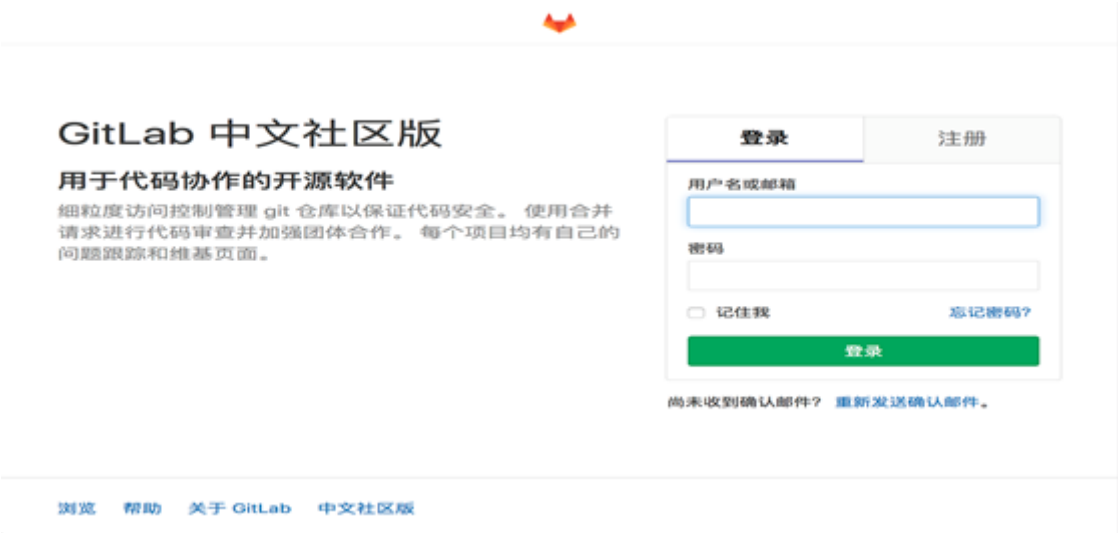 GitLab 中文社区版
用于代码协作的开源软件
细粒度访问控制管理 git 仓库以保证代码安全。 使用合并
请求进行代码审查并加强团体合作。 每个项目均有自己的
问题跟踪和维基页面。
登录 注册
用户名或邮箱
密码
记住我 忘记密码?
登录
尚未收到确认邮件? 重新发送确认邮件。
浏览 帮助 关于 GitLab 中文社区版